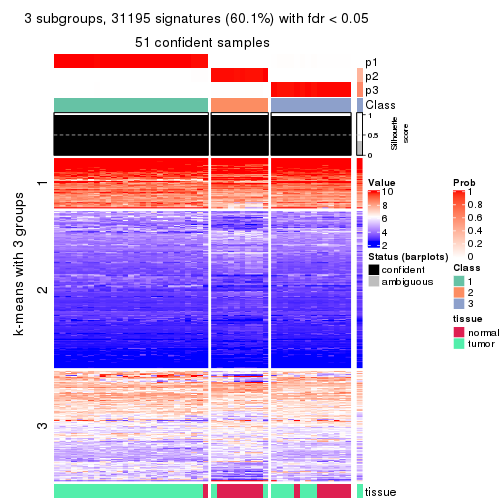 3 subgroups, 31195 signatures (60.1%) with fdr < 0.05
51 confident samples
p1
p2
p3
Class
1
0.5
0
Silhouette
score
k-means with 3 groups
1
2
3
tissue
Value
10
8
6
4
2
Status (barplots)
confident
ambiguous
Prob
1
0.8
0.6
0.4
0.2
0
Class
1
2
3
tissue
normal
tumor